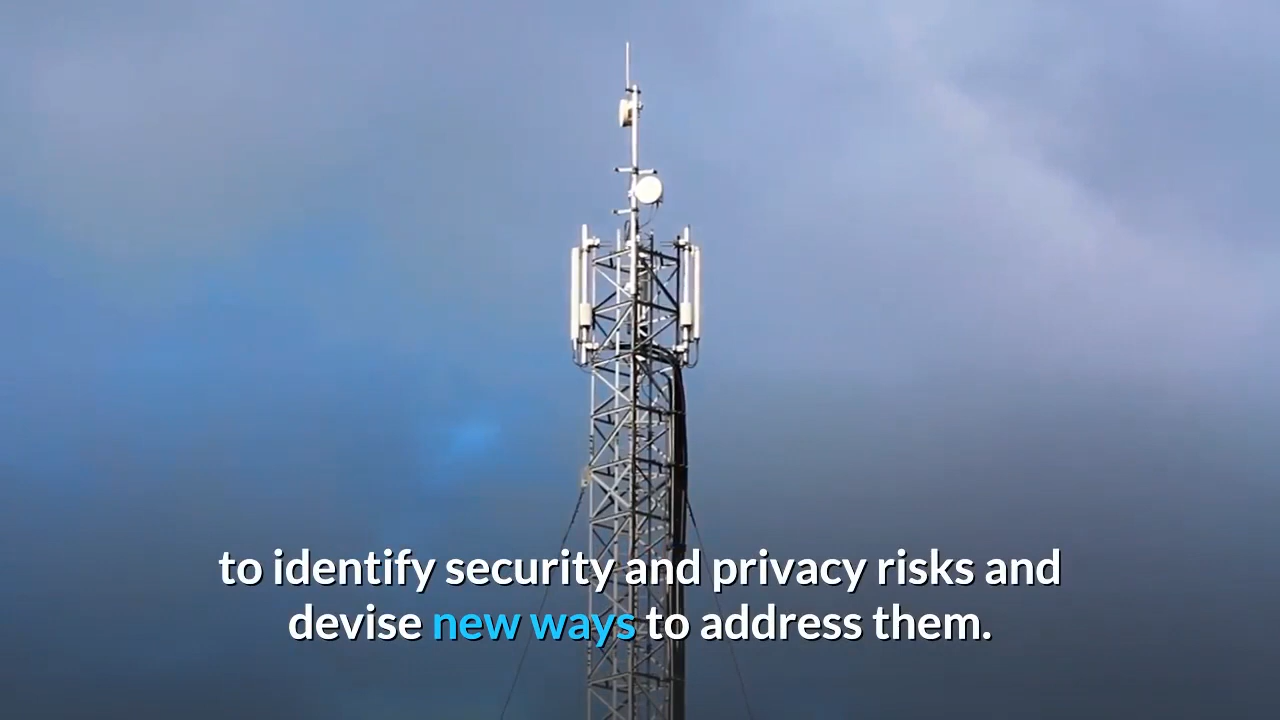 to identify security and privacy risks and
devise new ways to address them.